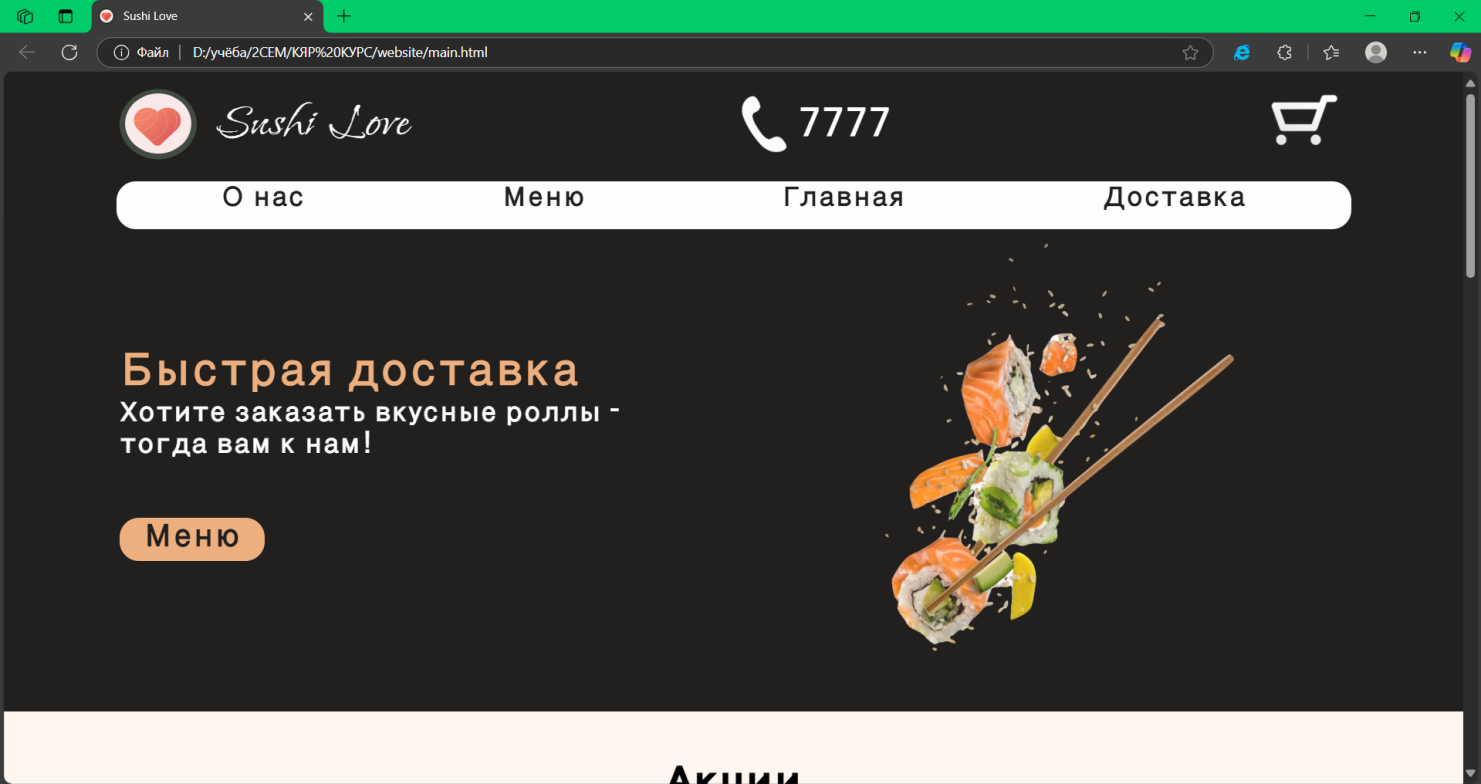 Sushi Love
Файл
D:/учёба/2СЕМ/КЯР%20КУРС/website/main.html
Sushi Love
7777
О нас
Меню
Главная
Доставка
Быстрая доставка
Хотите заказать вкусные роллы -
тогда вам к нам!
Меню
Акции